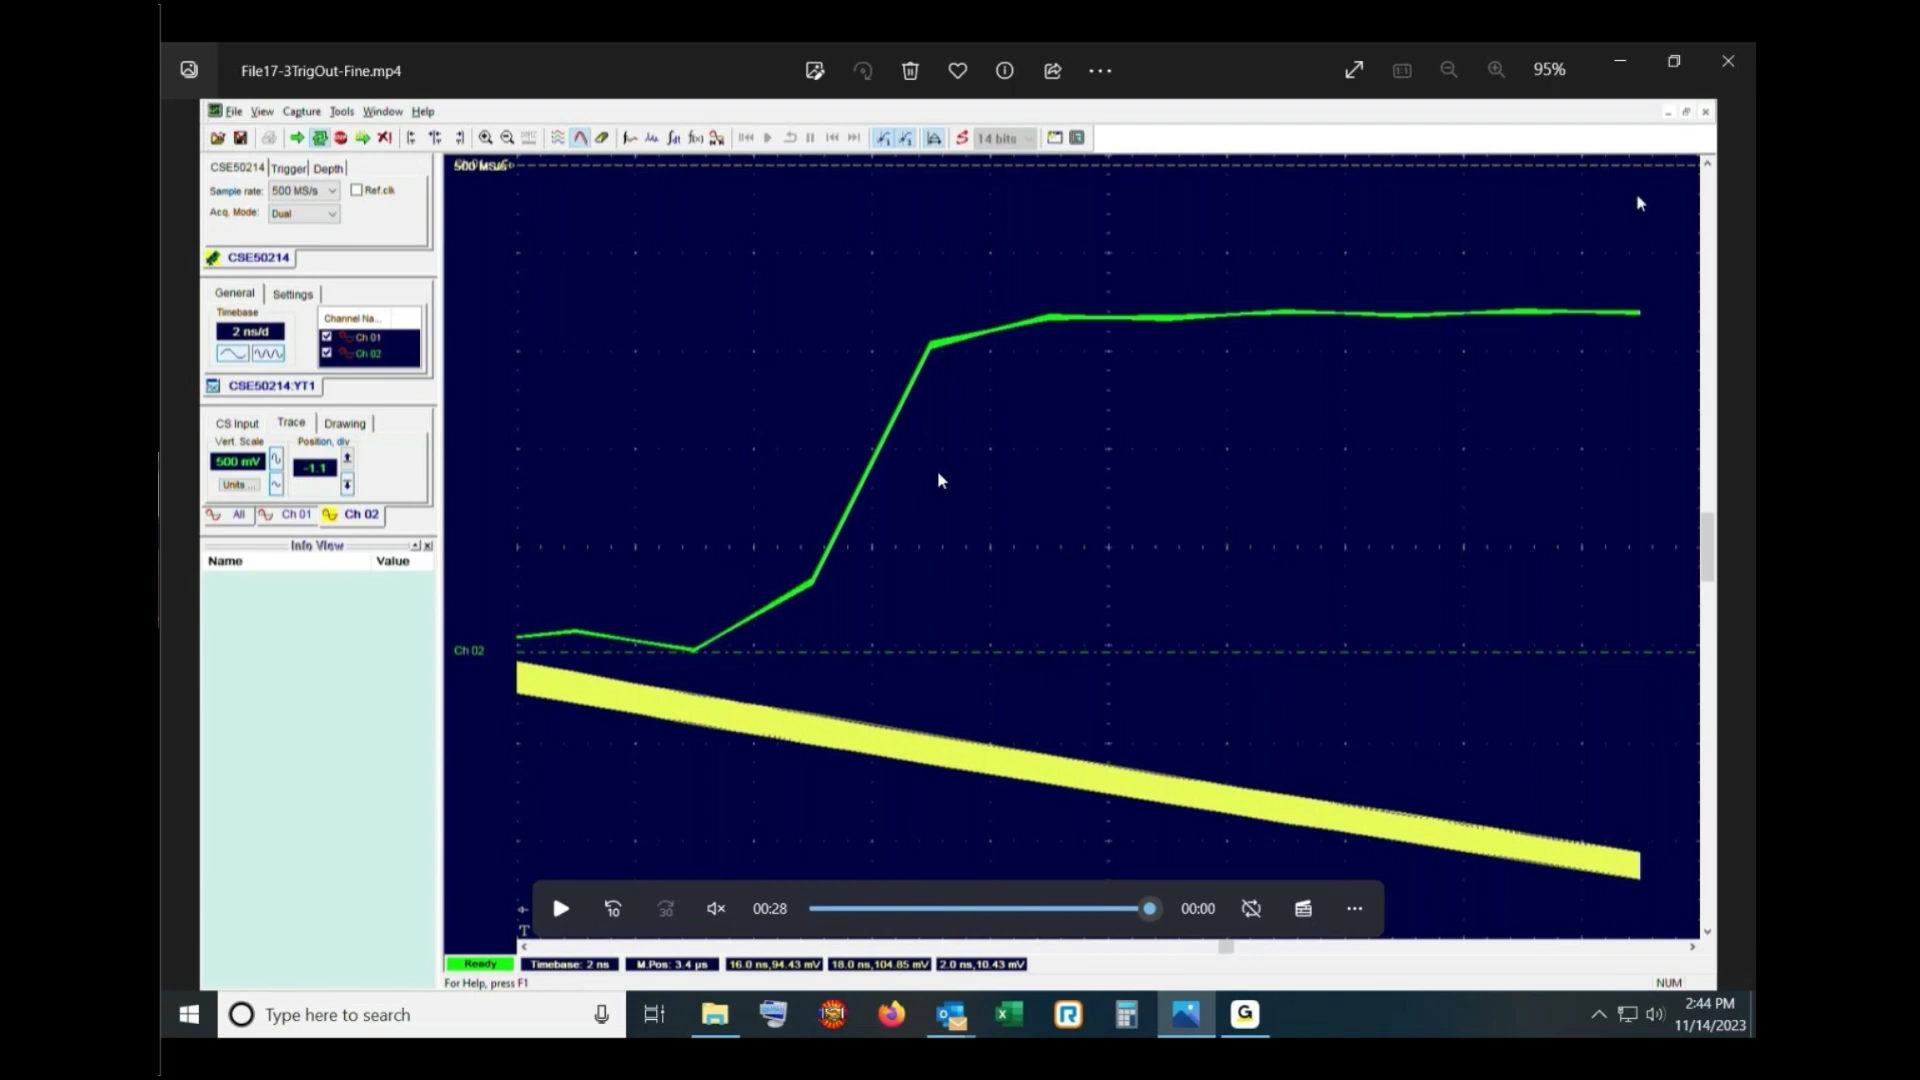 File17-3TrigOut-Fine.mp4
95%
File View Capture Tools Window Help
14 bits
CSE50214 Trigger Depth
Sample rate: 500 MS/s Ref.clk
Acq. Mode: Dual
CSE50214
General Settings
Timebase
2 ns/d
Channel Na...
Ch 01
Ch 02
CSE50214:YT1
CS Input Trace Drawing
Vert. Scale Position, div
500 mV -1.1
Units ...
All Ch 01 Ch 02
Info View
Name Value
500 MS/s
Ch 02
T
10 30 00:28 00:00
Ready Timebase: 2 ns M.Pos: 3.4 µs 16.0 ns,94.43 mV 18.0 ns,104.85 mV 2.0 ns,10.43 mV
For Help, press F1 NUM
Type here to search
2:44 PM
11/14/2023